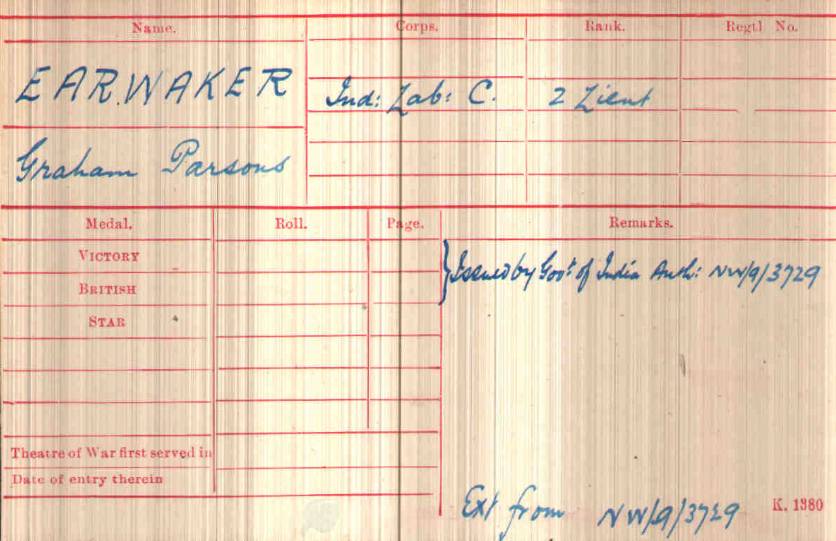 Name. Corps. Rank. Regtl No.
EARWAKER Ind: Lab: C. 2 Lieut
Graham Parsons
Medal. Roll. Page. Remarks.
VICTORY
Issued by Govt of India Auth: NW/9/3729
BRITISH
STAR
Theatre of War first served in
Date of entry therein
Ext from NW/9/3729 K. 1380